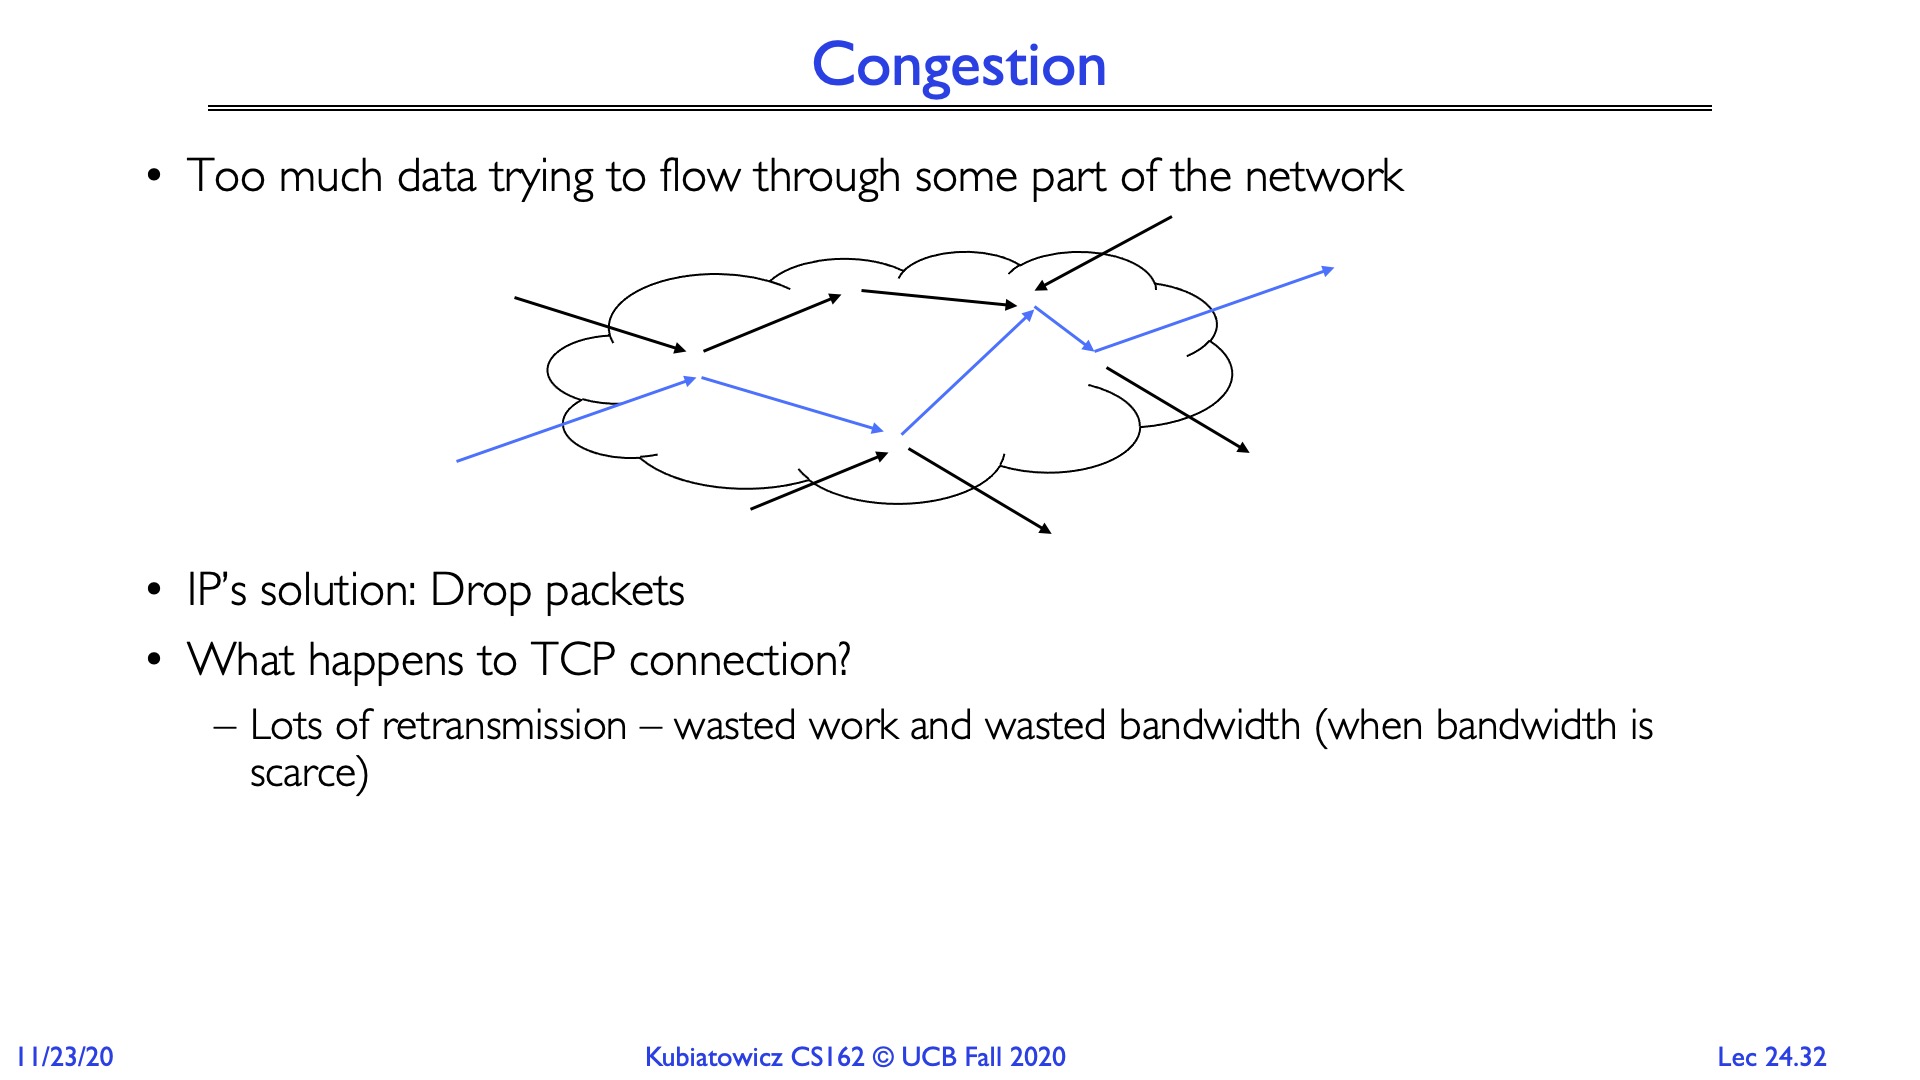 Congestion
• Too much data trying to flow through some part of the network
• IP’s solution: Drop packets
• What happens to TCP connection?
– Lots of retransmission – wasted work and wasted bandwidth (when bandwidth is
scarce)
11/23/20
Kubiatowicz CS162 © UCB Fall 2020
Lec 24.32